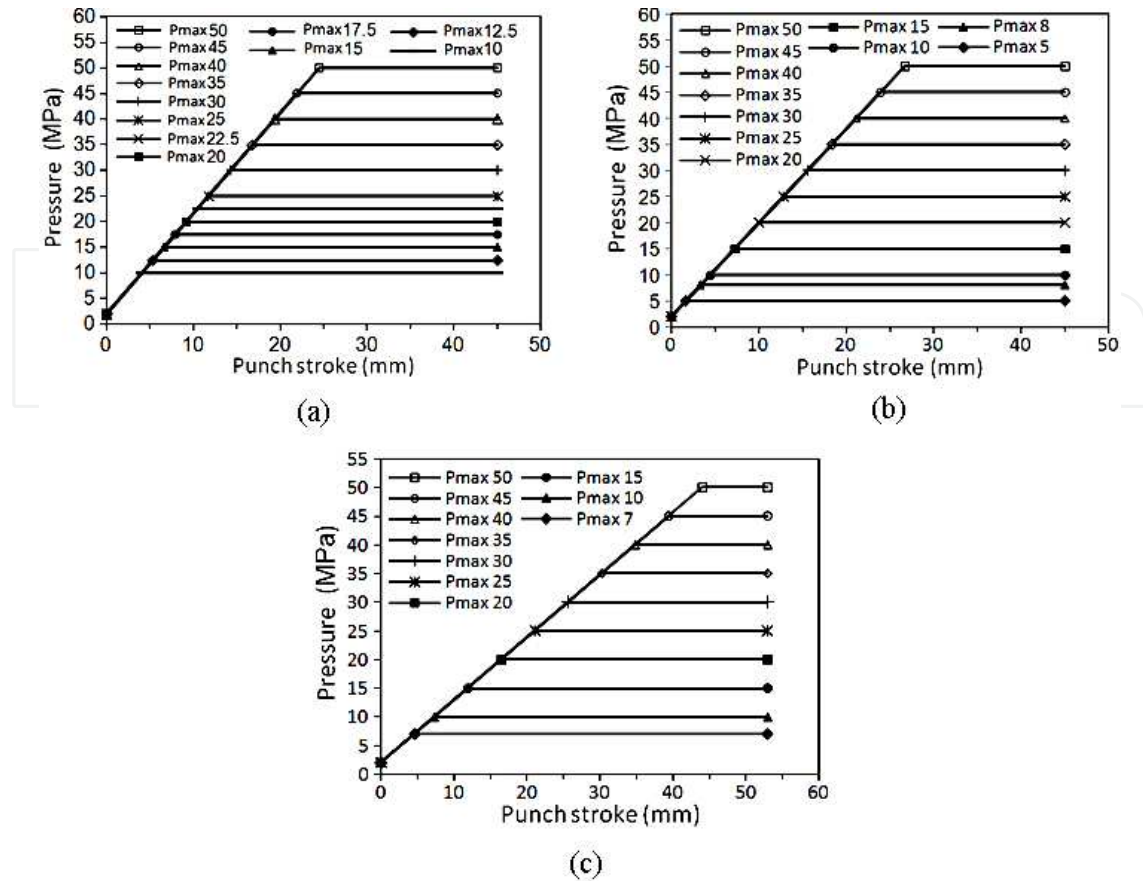 60
55
50
45
40
35
30
25
20
15
10
5
0
Pressure (MPa)
Pmax 50
Pmax 45
Pmax 40
Pmax 35
Pmax 30
Pmax 25
Pmax 22.5
Pmax 20
Pmax 17.5
Pmax 15
Pmax 12.5
Pmax 10
0 10 20 30 40 50
Punch stroke (mm)
(a)
60
55
50
45
40
35
30
25
20
15
10
5
0
Pressure (MPa)
Pmax 50
Pmax 45
Pmax 40
Pmax 35
Pmax 30
Pmax 25
Pmax 20
Pmax 15
Pmax 10
Pmax 8
Pmax 5
0 10 20 30 40 50
Punch stroke (mm)
(b)
55
50
45
40
35
30
25
20
15
10
5
0
Pressure (MPa)
Pmax 50
Pmax 45
Pmax 40
Pmax 35
Pmax 30
Pmax 25
Pmax 20
Pmax 15
Pmax 10
Pmax 7
0 10 20 30 40 50 60
Punch stroke (mm)
(c)